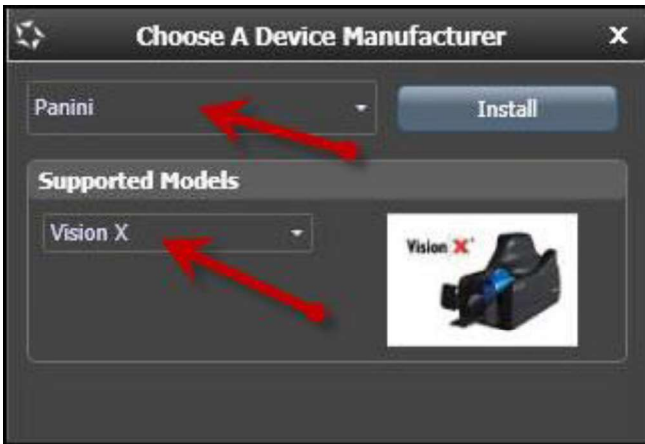 Choose A Device Manufacturer X
Panini
Install
Supported Models
Vision X
Vision X